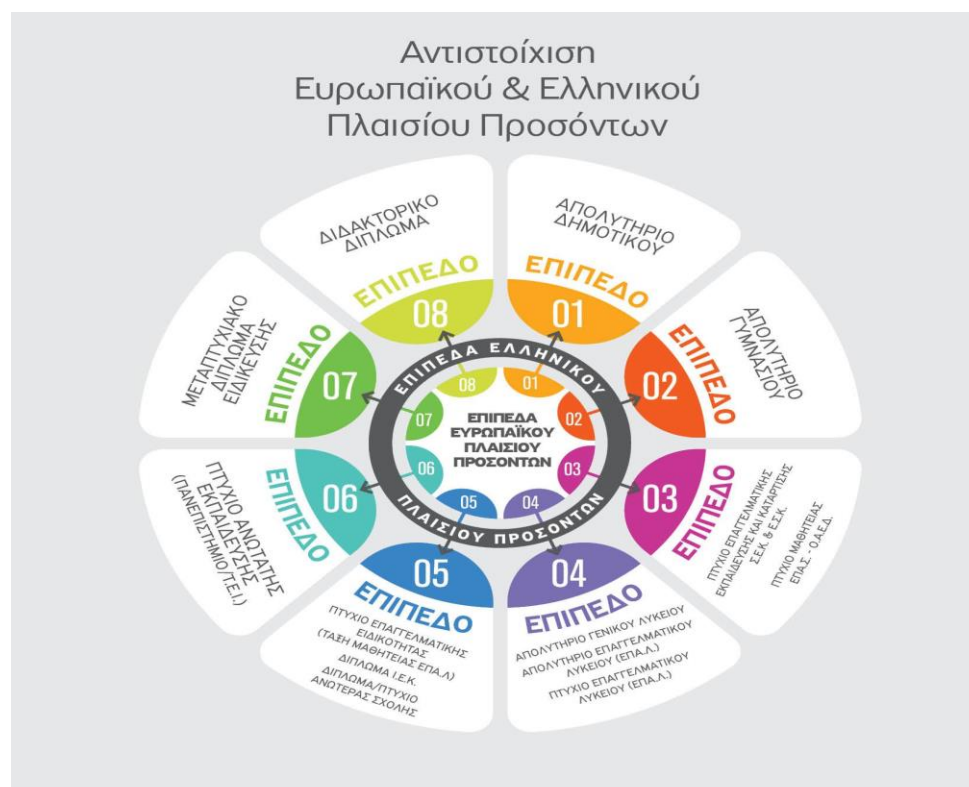 Αντιστοίχιση
Ευρωπαϊκού & Ελληνικού
Πλαισίου Προσόντων
ΑΠΟΛΥΤΗΡΙΟ
ΔΗΜΟΤΙΚΟΥ
ΕΠΙΠΕΔΟ
01
ΑΠΟΛΥΤΗΡΙΟ
ΓΥΜΝΑΣΙΟΥ
ΕΠΙΠΕΔΟ
02
ΕΠΙΠΕΔΟ
03
ΠΤΥΧΙΟ ΕΠΑΓΓΕΛΜΑΤΙΚΗΣ
ΕΚΠΑΙΔΕΥΣΗΣ ΚΑΙ ΚΑΤΑΡΤΙΣΗΣ
Σ.Ε.Κ. & Ε.Σ.Κ.
ΠΤΥΧΙΟ ΜΑΘΗΤΕΙΑΣ
ΕΠΑ.Σ. - Ο.Α.Ε.Δ.
04
ΕΠΙΠΕΔΟ
ΑΠΟΛΥΤΗΡΙΟ ΓΕΝΙΚΟΥ ΛΥΚΕΙΟΥ
ΑΠΟΛΥΤΗΡΙΟ ΕΠΑΓΓΕΛΜΑΤΙΚΟΥ
ΛΥΚΕΙΟΥ (ΕΠΑ.Λ.)
ΠΤΥΧΙΟ ΕΠΑΓΓΕΛΜΑΤΙΚΟΥ
ΛΥΚΕΙΟΥ (ΕΠΑ.Λ.)
05
ΕΠΙΠΕΔΟ
ΠΤΥΧΙΟ ΕΠΑΓΓΕΛΜΑΤΙΚΗΣ
ΕΙΔΙΚΟΤΗΤΑΣ
(ΤΑΞΗ ΜΑΘΗΤΕΙΑΣ ΕΠΑ.Λ)
ΔΙΠΛΩΜΑ Ι.Ε.Κ.
ΔΙΠΛΩΜΑ/ΠΤΥΧΙΟ
ΑΝΩΤΕΡΑΣ ΣΧΟΛΗΣ
06
ΕΠΙΠΕΔΟ
ΠΤΥΧΙΟ ΑΝΩΤΑΤΗΣ
ΕΚΠΑΙΔΕΥΣΗΣ
(ΠΑΝΕΠΙΣΤΗΜΙΟ/Τ.Ε.Ι.)
ΜΕΤΑΠΤΥΧΙΑΚΟ
ΔΙΠΛΩΜΑ
ΕΙΔΙΚΕΥΣΗΣ
ΕΠΙΠΕΔΟ
07
ΔΙΔΑΚΤΟΡΙΚΟ
ΔΙΠΛΩΜΑ
ΕΠΙΠΕΔΟ
08
ΕΠΙΠΕΔΑ ΕΛΛΗΝΙΚΟΥ
ΠΛΑΙΣΙΟΥ ΠΡΟΣΟΝΤΩΝ
01
02
03
04
05
06
07
08
ΕΠΙΠΕΔΑ
ΕΥΡΩΠΑΪΚΟΥ
ΠΛΑΙΣΙΟΥ
ΠΡΟΣΟΝΤΩΝ